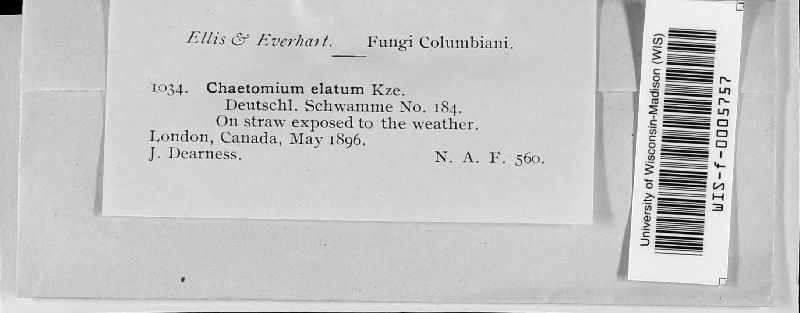 Ellis & Everhart. Fungi Columbiani.
1034. Chaetomium elatum Kze.
Deutschl. Schwamme No. 184.
On straw exposed to the weather.
London, Canada, May 1896.
J. Dearness. N. A. F. 560.
University of Wisconsin-Madison (WIS)
WIS-f-0005757